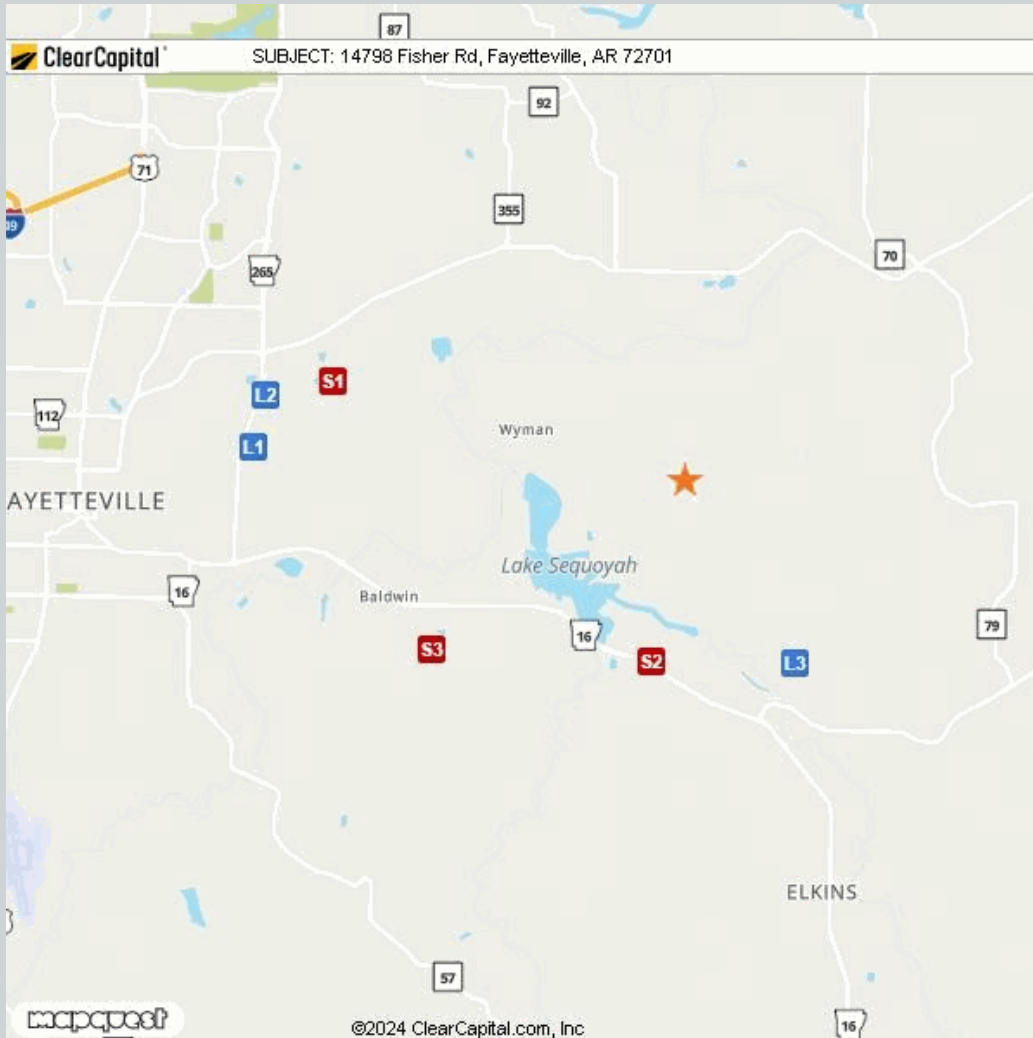 87
ClearCapital
SUBJECT: 14798 Fisher Rd, Fayetteville, AR 72701
92
71
355
265
70
S1
L2
112
Wyman
L1
AYETTEVILLE
Lake Sequoyah
16
Baldwin
79
16
S3
S2
L3
ELKINS
57
mapquest
©2024 ClearCapital.com, Inc
16